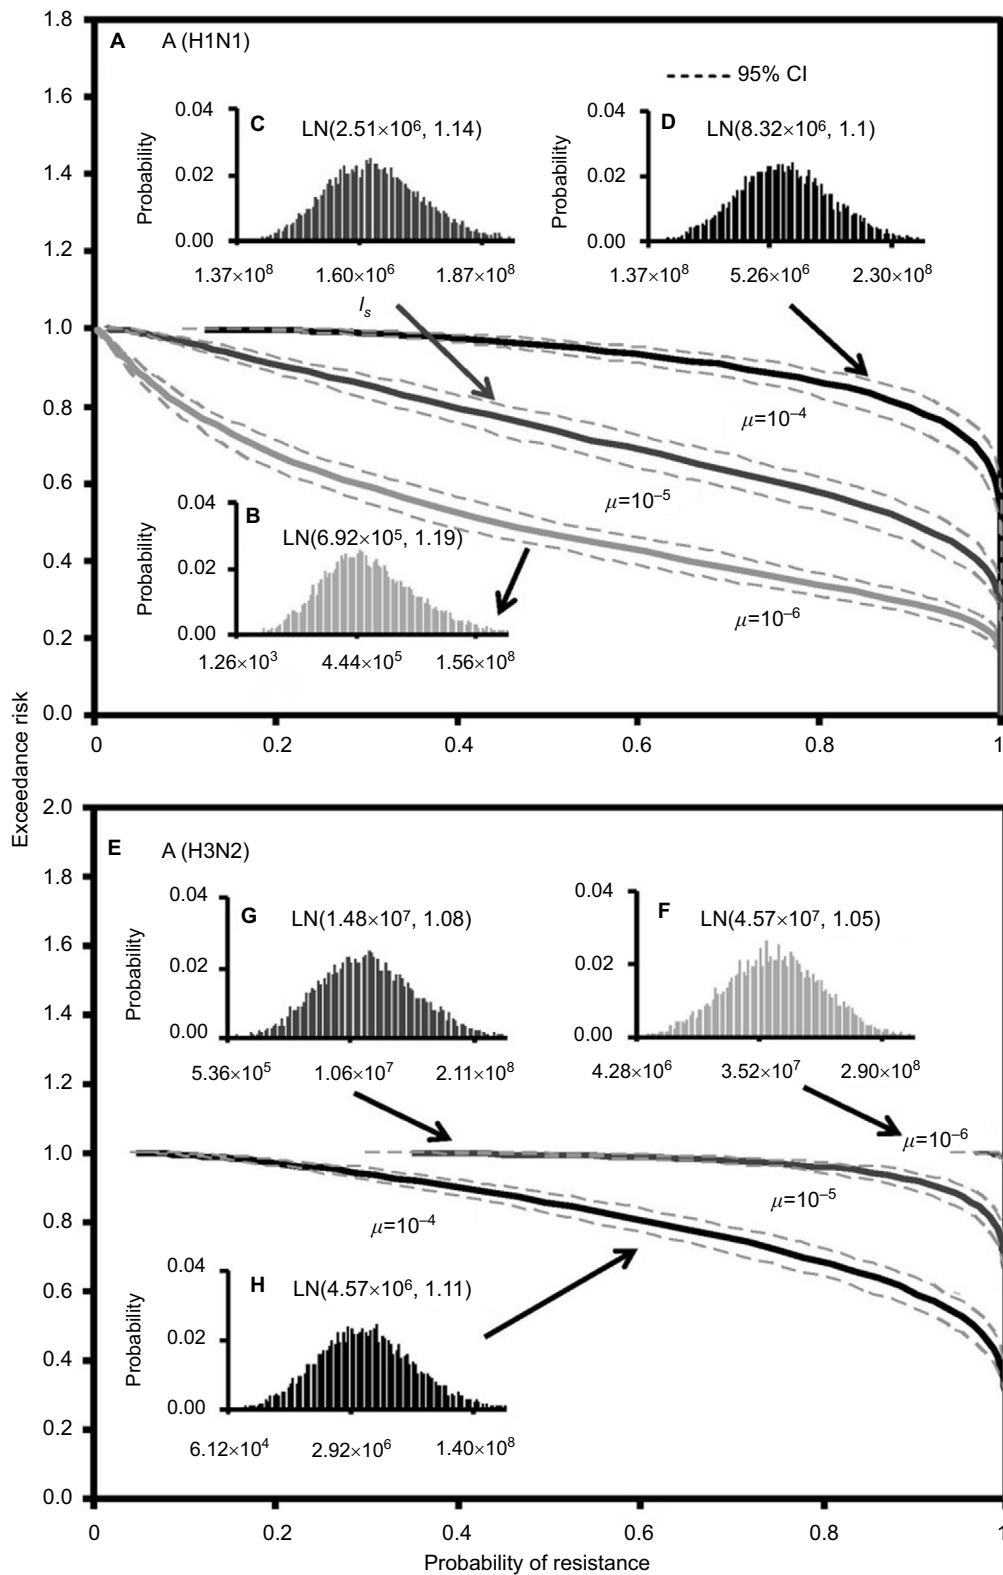 A A (H1N1)
95% CI
C LN(2.51×10⁶, 1.14)
Probability
0.04
0.02
0.00
1.37×10⁸ 1.60×10⁶ 1.87×10⁸
Iₛ
D LN(8.32×10⁶, 1.1)
Probability
0.04
0.02
0.00
1.37×10⁸ 5.26×10⁶ 2.30×10⁸
μ=10⁻⁴
μ=10⁻⁵
μ=10⁻⁶
B LN(6.92×10⁵, 1.19)
Probability
0.04
0.02
0.00
1.26×10³ 4.44×10⁵ 1.56×10⁸
1.8
1.6
1.4
1.2
1.0
0.8
0.6
0.4
0.2
0.0
0 0.2 0.4 0.6 0.8 1
Exceedance risk
E A (H3N2)
G LN(1.48×10⁷, 1.08)
Probability
0.04
0.02
0.00
5.36×10⁵ 1.06×10⁷ 2.11×10⁸
F LN(4.57×10⁷, 1.05)
0.04
0.02
0.00
4.28×10⁶ 3.52×10⁷ 2.90×10⁸
μ=10⁻⁶
μ=10⁻⁵
μ=10⁻⁴
H LN(4.57×10⁶, 1.11)
Probability
0.04
0.02
0.00
6.12×10⁴ 2.92×10⁶ 1.40×10⁸
2.0
1.8
1.6
1.4
1.2
1.0
0.8
0.6
0.4
0.2
0.0
0 0.2 0.4 0.6 0.8 1
Probability of resistance